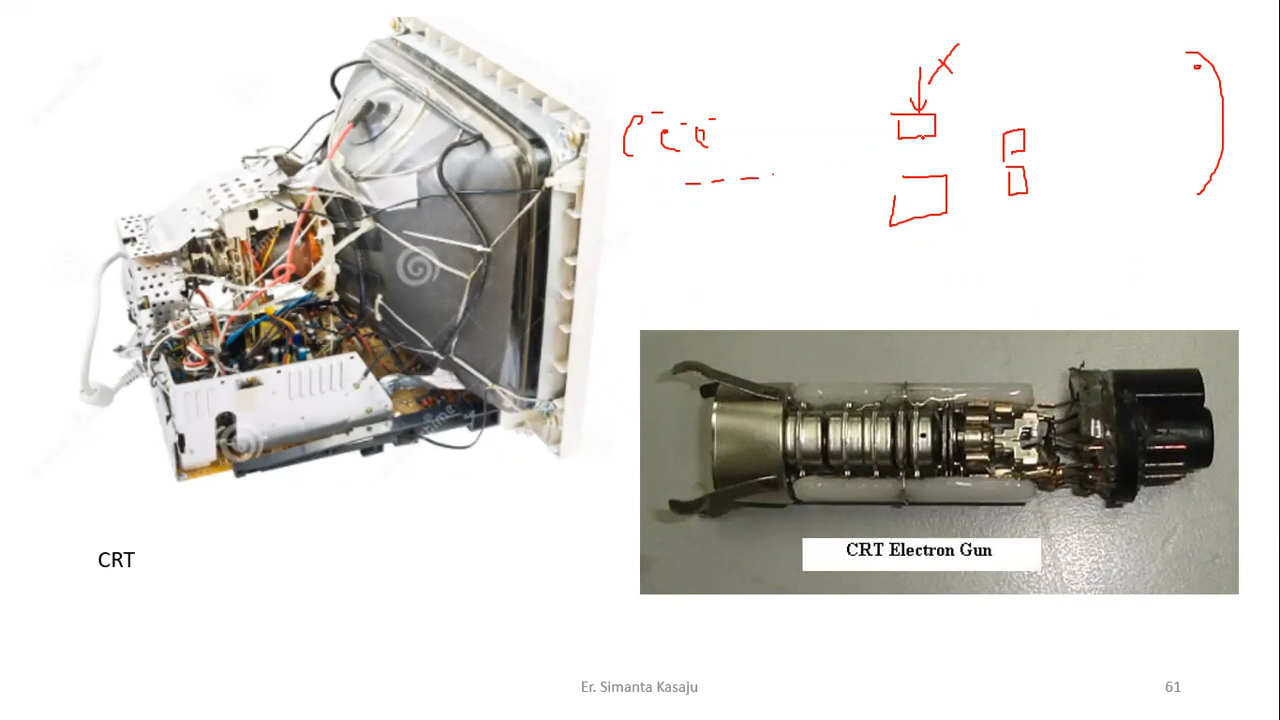 e⁻ e⁻ e⁻
x
CRT Electron Gun
CRT
Er. Simanta Kasaju
61